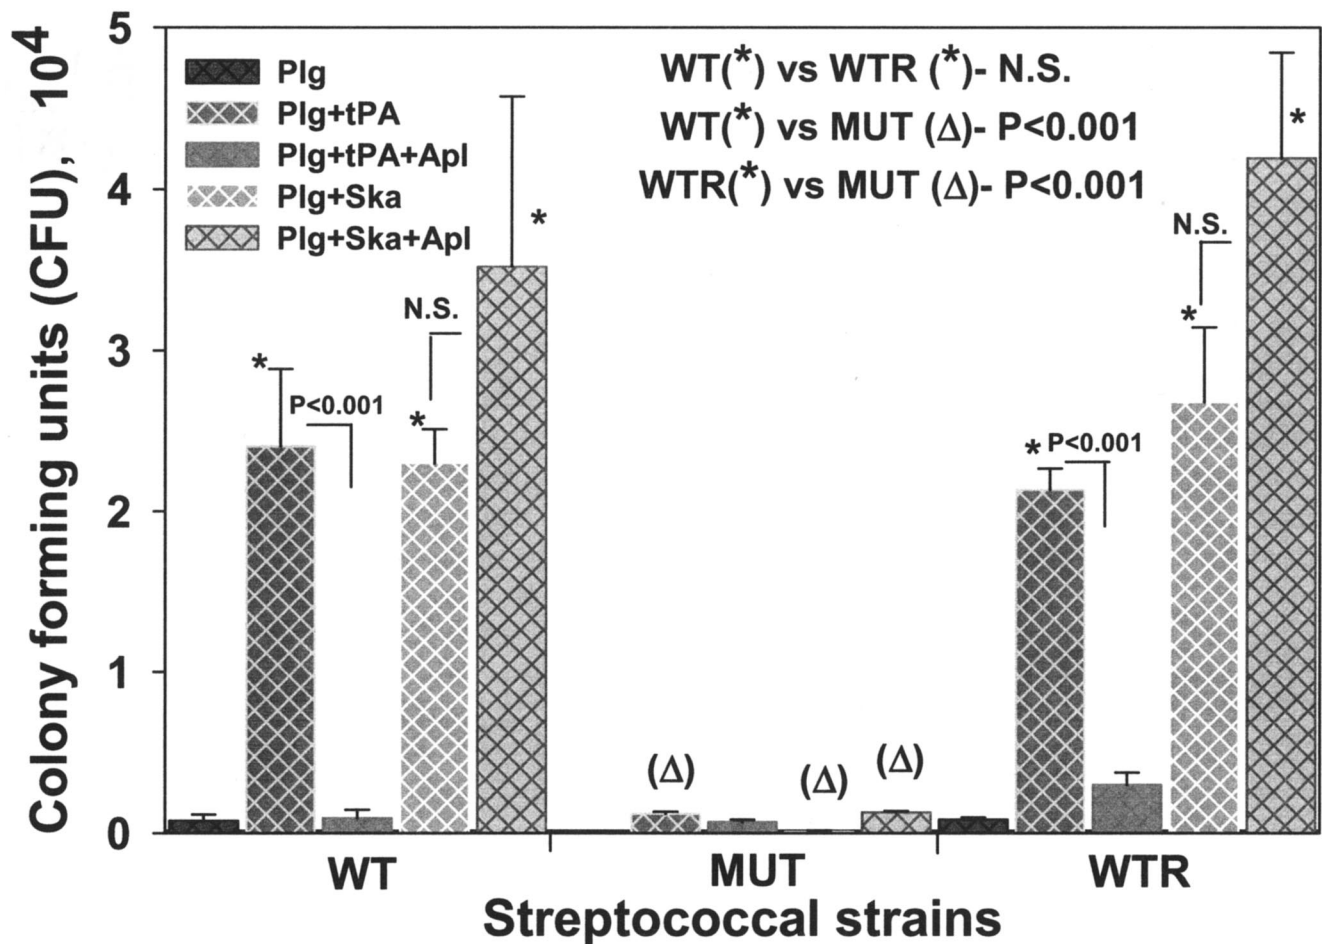 Colony forming units (CFU), 10^4
5
4
3
2
1
0
Plg
Plg+tPA
Plg+tPA+Apl
Plg+Ska
Plg+Ska+Apl
WT(*) vs WTR (*)- N.S.
WT(*) vs MUT (Δ)- P<0.001
WTR(*) vs MUT (Δ)- P<0.001
*
P<0.001
*
N.S.
*
(Δ)
(Δ)
(Δ)
*
P<0.001
*
N.S.
*
WT
MUT
WTR
Streptococcal strains